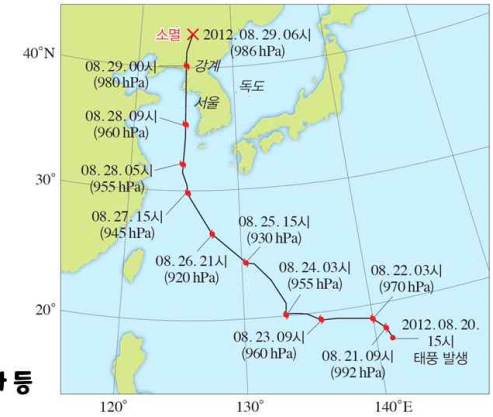 소멸
2012. 08. 29. 06시
(986 hPa)
40°N
08. 29. 00시
(980 hPa)
강계
독도
서울
08. 28. 09시
(960 hPa)
08. 28. 05시
(955 hPa)
30°
08. 27. 15시
(945 hPa)
08. 25. 15시
(930 hPa)
08. 26. 21시
(920 hPa)
08. 24. 03시
(955 hPa)
08. 22. 03시
(970 hPa)
20°
08. 23. 09시
(960 hPa)
2012. 08. 20.
15시
태풍 발생
08. 21. 09시
(992 hPa)
등
120°
130°
140°E